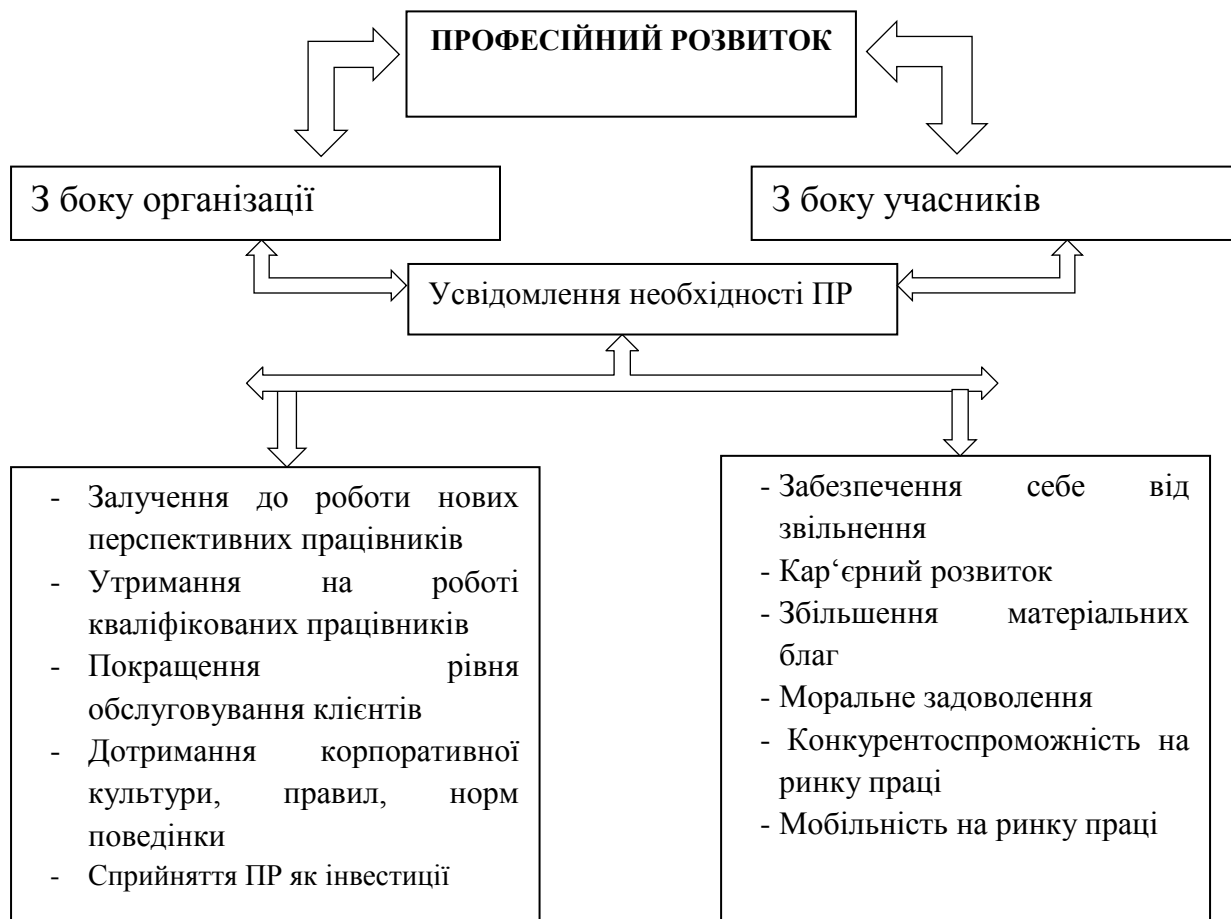 ПРОФЕСІЙНИЙ РОЗВИТОК
З боку організації
З боку учасників
Усвідомлення необхідності ПР
- Залучення до роботи нових
перспективних працівників
- Утримання на роботі
кваліфікованих працівників
- Покращення рівня
обслуговування клієнтів
- Дотримання корпоративної
культури, правил, норм
поведінки
- Сприйняття ПР як інвестиції
- Забезпечення себе від
звільнення
- Кар‘єрний розвиток
- Збільшення матеріальних
благ
- Моральне задоволення
- Конкурентоспроможність на
ринку праці
- Мобільність на ринку праці